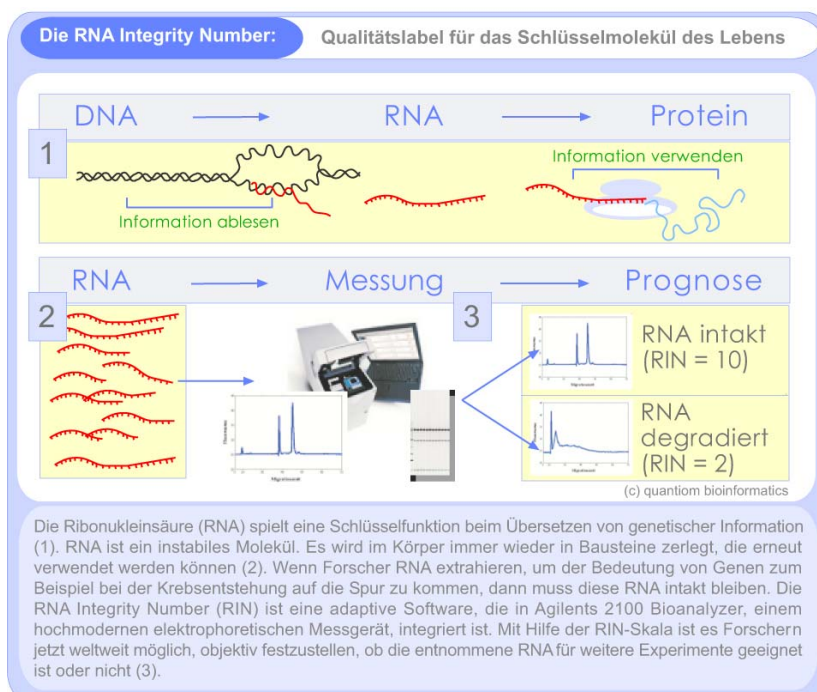 Die RNA Integrity Number: Qualitätslabel für das Schlüsselmolekül des Lebens
DNA RNA Protein
1
Information verwenden
Information ablesen
RNA Messung Prognose
2
3
RNA intakt
(RIN = 10)
RNA
degradiert
(RIN = 2)
(c) quantiom bioinformatics
Die Ribonukleinsäure (RNA) spielt eine Schlüsselfunktion beim Übersetzen von genetischer Information
(1). RNA ist ein instabiles Molekül. Es wird im Körper immer wieder in Bausteine zerlegt, die erneut
verwendet werden können (2). Wenn Forscher RNA extrahieren, um der Bedeutung von Genen zum
Beispiel bei der Krebsentstehung auf die Spur zu kommen, dann muss diese RNA intakt bleiben. Die
RNA Integrity Number (RIN) ist eine adaptive Software, die in Agilents 2100 Bioanalyzer, einem
hochmodernen elektrophoretischen Messgerät, integriert ist. Mit Hilfe der RIN-Skala ist es Forschern
jetzt weltweit möglich, objektiv festzustellen, ob die entnommene RNA für weitere Experimente geeignet
ist oder nicht (3).